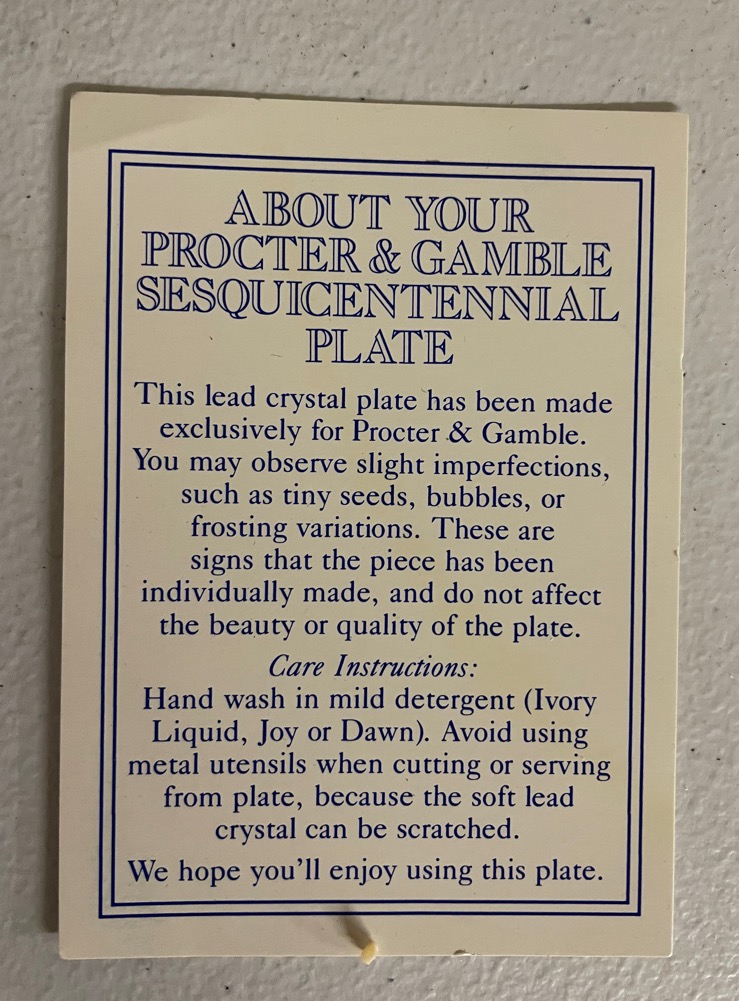 ABOUT YOUR
PROCTER & GAMBLE
SESQUICENTENNIAL
PLATE
This lead crystal plate has been made
exclusively for Procter & Gamble.
You may observe slight imperfections,
such as tiny seeds, bubbles, or
frosting variations. These are
signs that the piece has been
individually made, and do not affect
the beauty or quality of the plate.
Care Instructions:
Hand wash in mild detergent (Ivory
Liquid, Joy or Dawn). Avoid using
metal utensils when cutting or serving
from plate, because the soft lead
crystal can be scratched.
We hope you'll enjoy using this plate.